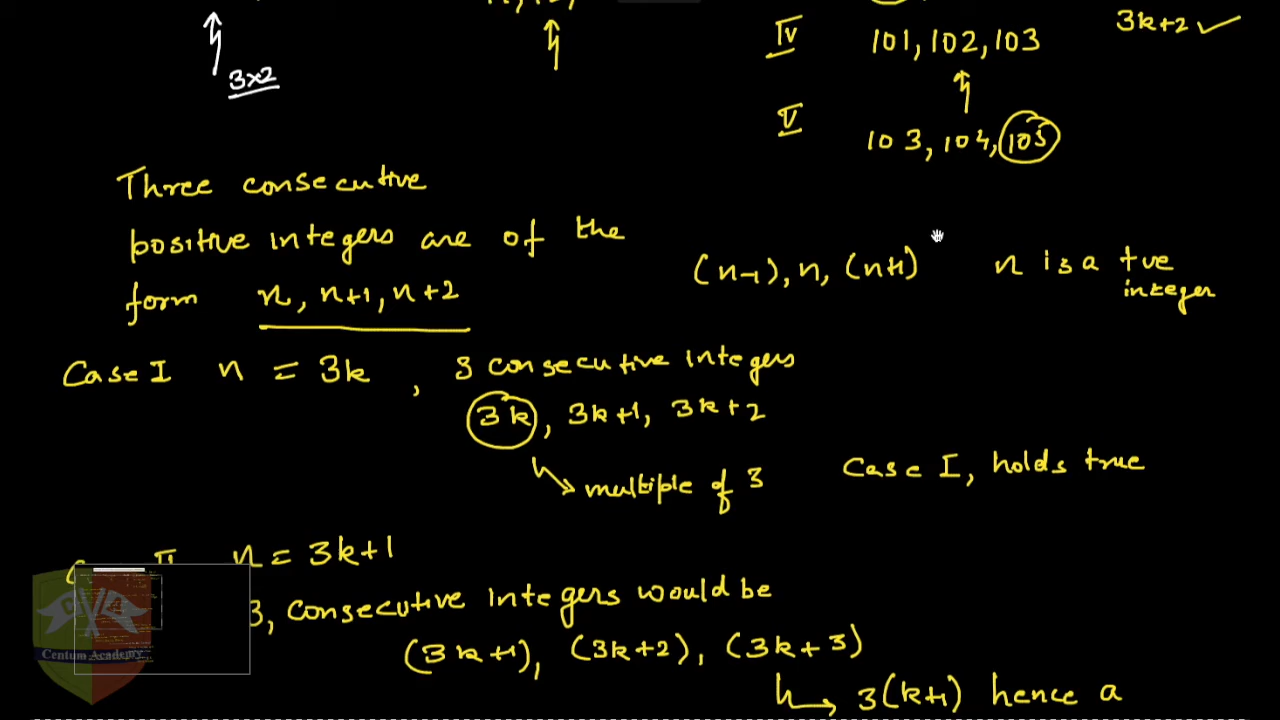 3×2
IV 101, 102, 103
3k+2 ✓
V 103, 104, 105
Three consecutive
positive integers are of the
form n, n+1, n+2
(n-1), n, (n+1) n is a +ve
integer
Case I n = 3k , 3 consecutive integers
3k, 3k+1, 3k+2
multiple of 3 Case I, holds true
II n = 3k+1
3, consecutive integers would be
(3k+1), (3k+2), (3k+3)
3(k+1) hence a
Centum Academy